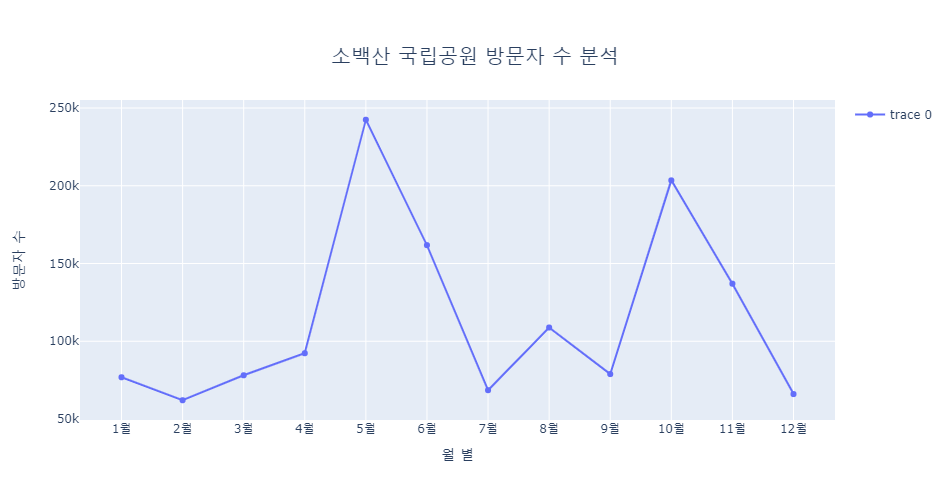 소백산 국립공원 방문자 수 분석
250k
200k
150k
100k
50k
방문자 수
1월 2월 3월 4월 5월 6월 7월 8월 9월 10월 11월 12월
월 별
trace 0